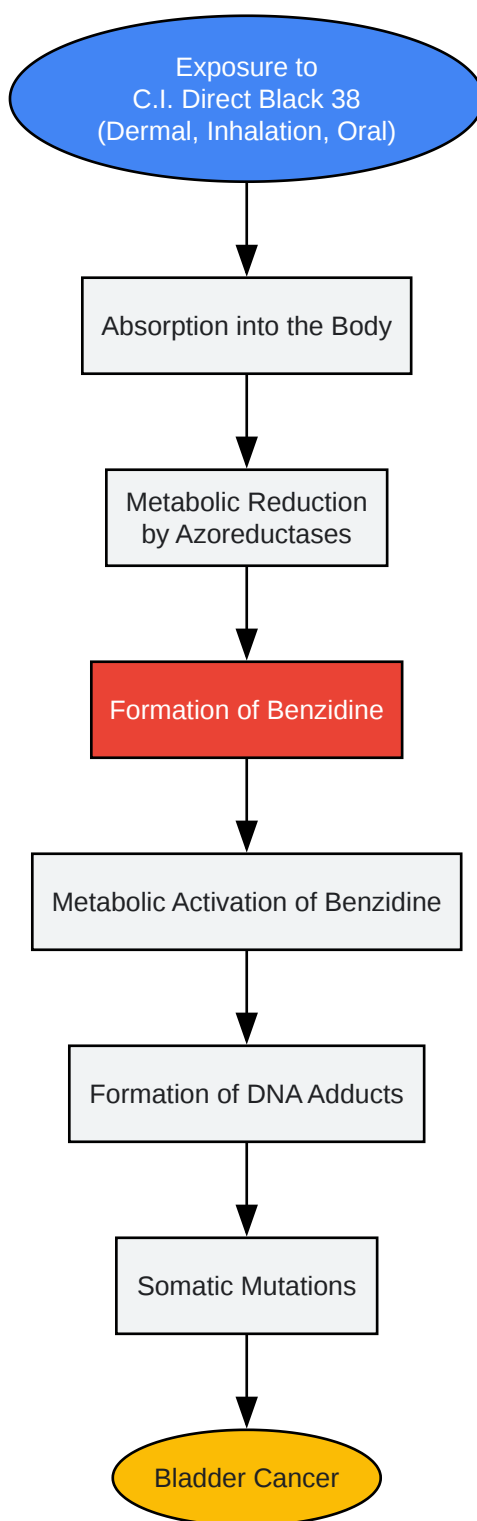 Exposure to
C.I. Direct Black 38
(Dermal, Inhalation, Oral)
Absorption into the Body
Metabolic Reduction
by Azoreductases
Formation of Benzidine
Metabolic Activation of Benzidine
Formation of DNA Adducts
Somatic Mutations
Bladder Cancer